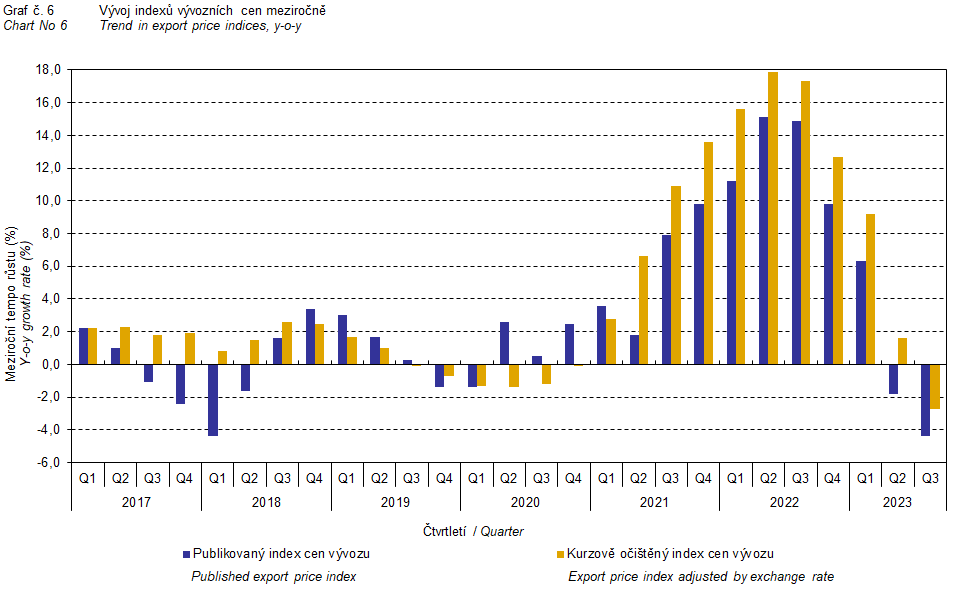 Graf č. 6 Vývoj indexů vývozních cen meziročně
Chart No 6 Trend in export price indices, y-o-y
Meziroční tempo růstu (%)
Y-o-y growth rate (%)
18,0
16,0
14,0
12,0
10,0
8,0
6,0
4,0
2,0
0,0
-2,0
-4,0
-6,0
Q1 Q2 Q3 Q4 Q1 Q2 Q3 Q4 Q1 Q2 Q3 Q4 Q1 Q2 Q3 Q4 Q1 Q2 Q3 Q4 Q1 Q2 Q3 Q4 Q1 Q2 Q3
2017 2018 2019 2020 2021 2022 2023
Čtvrtletí / Quarter
Publikovaný index cen vývozu Kurzově očištěný index cen vývozu
Published export price index Export price index adjusted by exchange rate